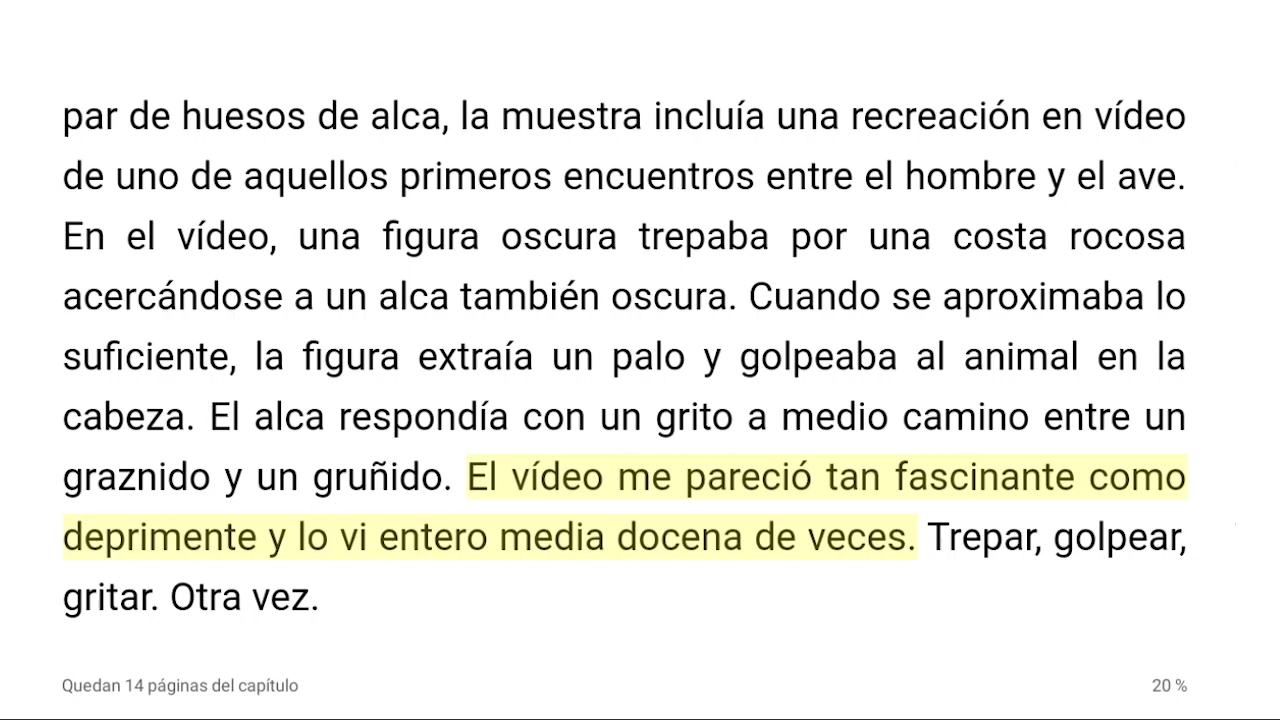 par de huesos de alca, la muestra incluía una recreación en vídeo
de uno de aquellos primeros encuentros entre el hombre y el ave.
En el vídeo, una figura oscura trepaba por una costa rocosa
acercándose a un alca también oscura. Cuando se aproximaba lo
suficiente, la figura extraía un palo y golpeaba al animal en la
cabeza. El alca respondía con un grito a medio camino entre un
graznido y un gruñido. El vídeo me pareció tan fascinante como
deprimente y lo vi entero media docena de veces. Trepar, golpear,
gritar. Otra vez.
Quedan 14 páginas del capítulo
20 %